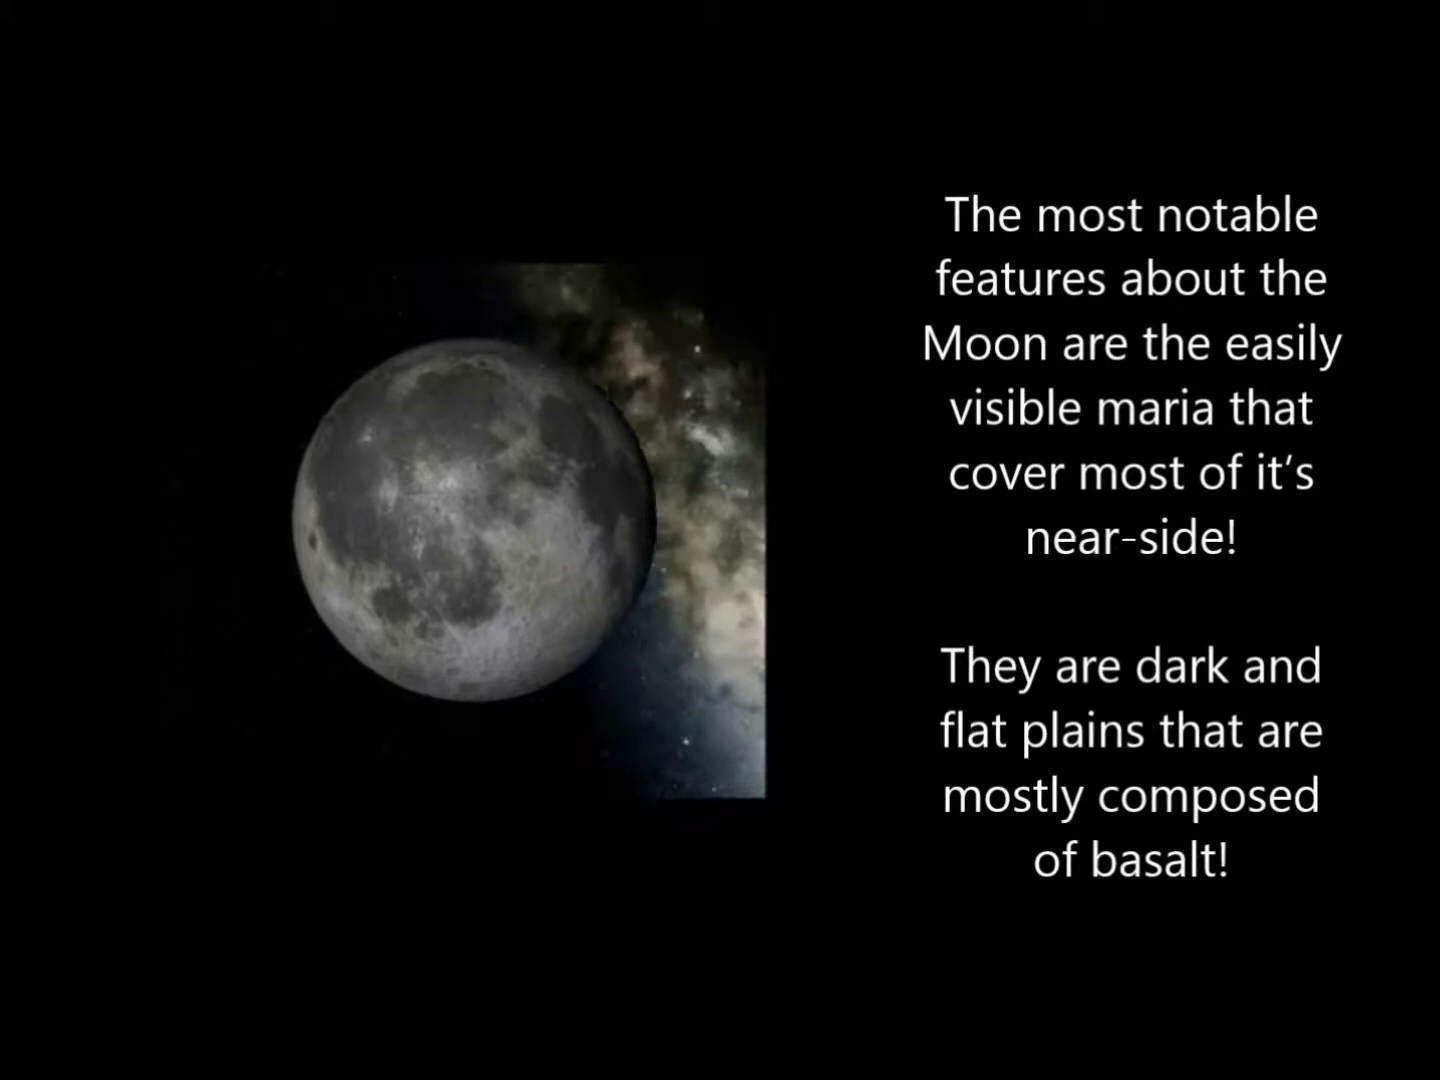 The most notable
features about the
Moon are the easily
visible maria that
cover most of it’s
near-side!
They are dark and
flat plains that are
mostly composed
of basalt!